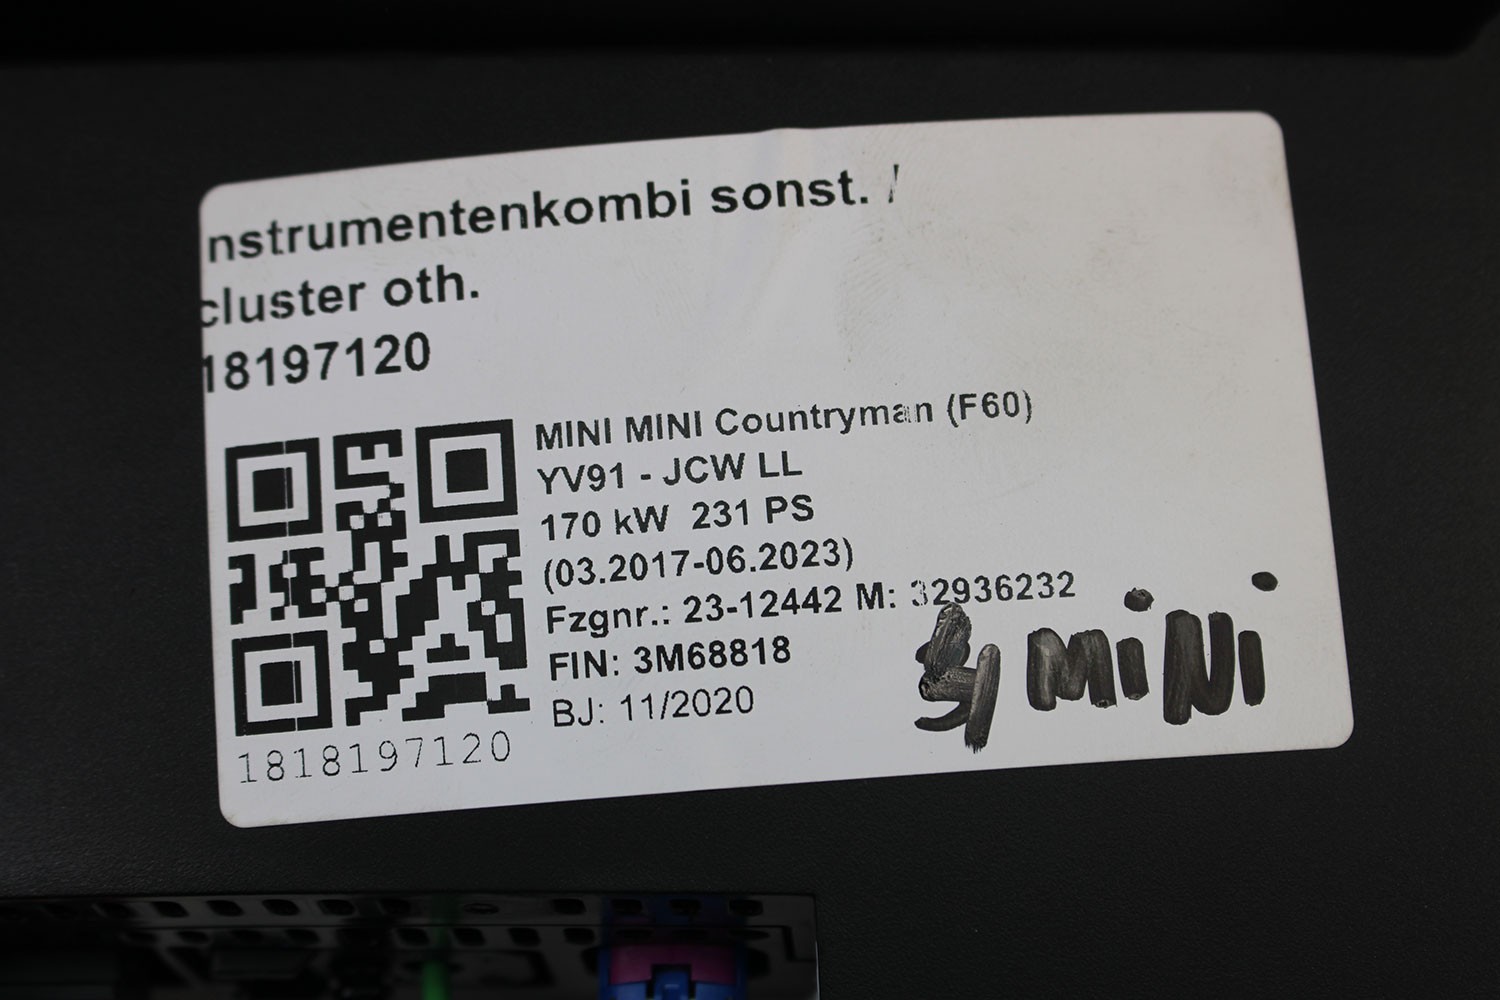 nstrumentenkombi sonst. /
cluster oth.
18197120
MINI MINI Countryman (F60)
YV91 - JCW LL
170 kW 231 PS
(03.2017-06.2023)
Fzgnr.: 23-12442 M: 32936232
FIN: 3M68818
BJ: 11/2020
MiNi
1818197120